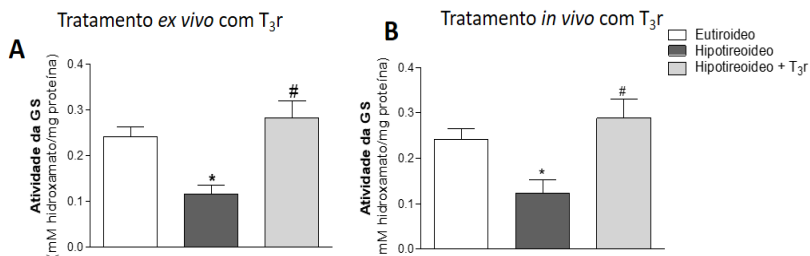 Tratamento ex vivo com T₃r
Tratamento in vivo com T₃r
A
Atividade da GS
(mM hidroxamato/mg proteína)
0.4
0.3
0.2
0.1
0.0
*
#
B
Atividade da GS
(mM hidroxamato/mg proteína)
0.4
0.3
0.2
0.1
0.0
*
#
Eutiroideo
Hipotireoideo
Hipotireoideo + T₃r